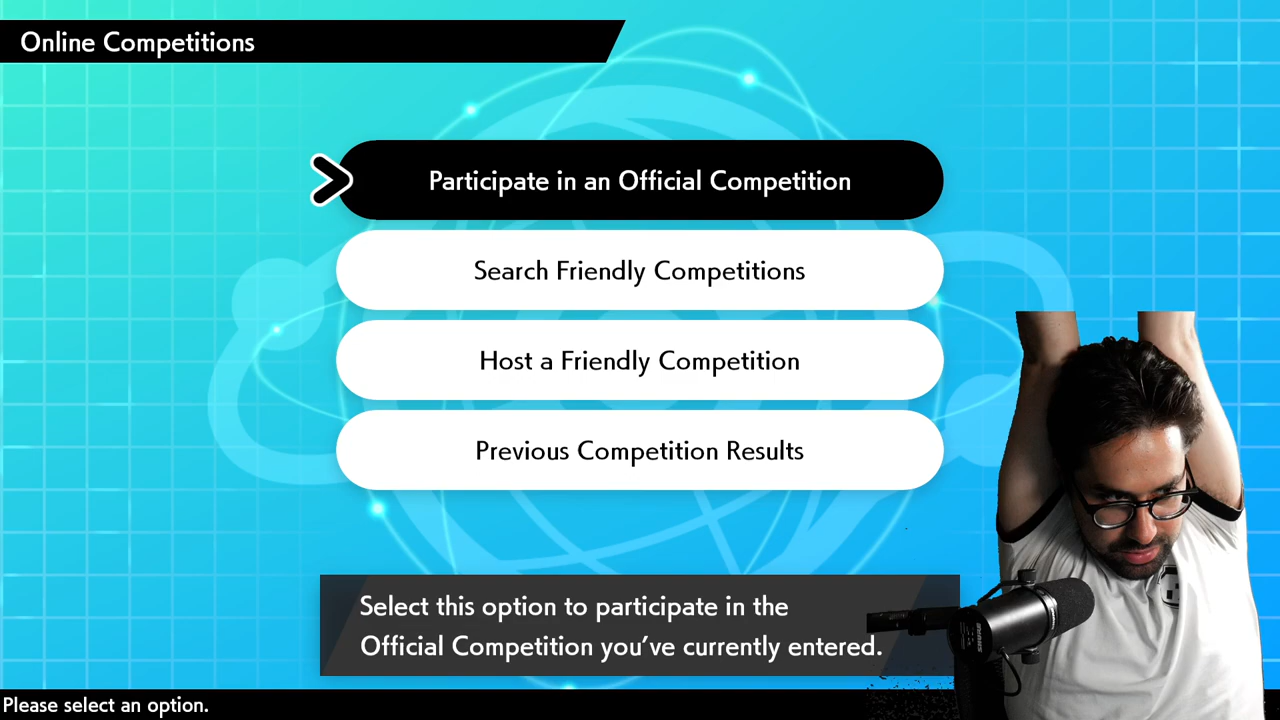 Online Competitions
Participate in an Official Competition
Search Friendly Competitions
Host a Friendly Competition
Previous Competition Results
Select this option to participate in the
Official Competition you've currently entered.
Please select an option.